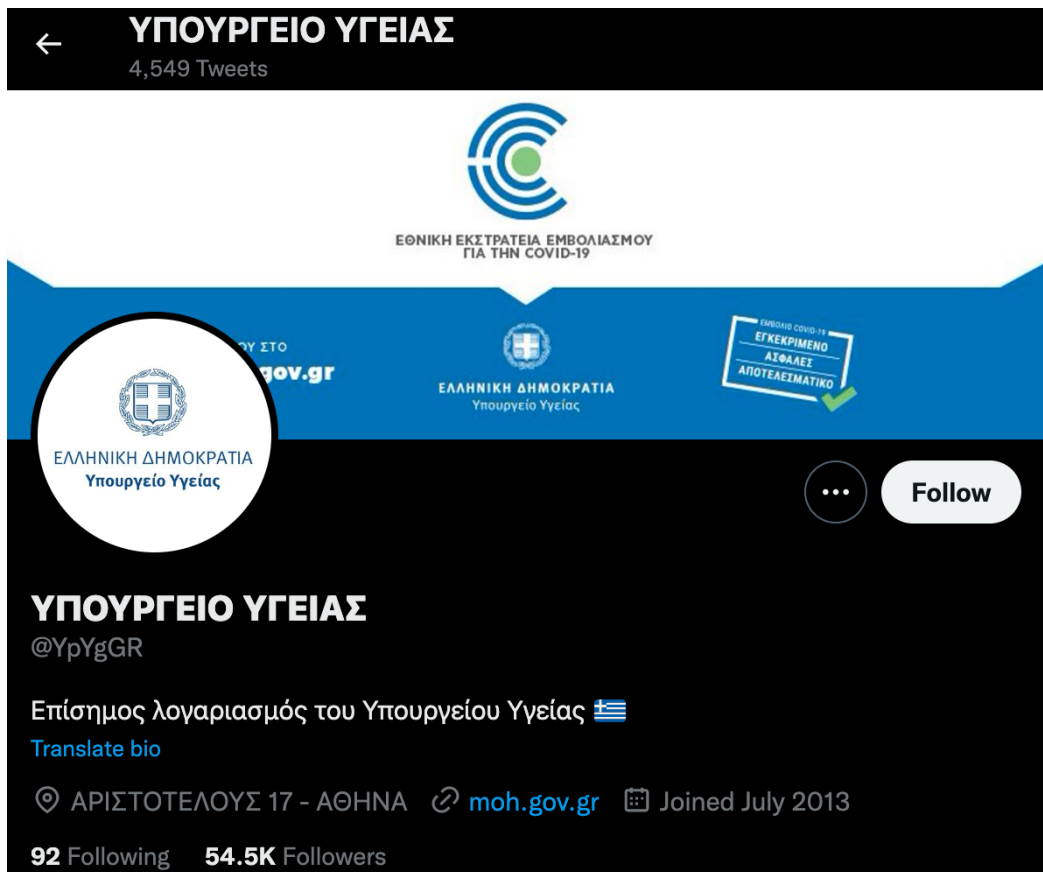 ΥΠΟΥΡΓΕΙΟ ΥΓΕΙΑΣ
4,549 Tweets
ΕΘΝΙΚΗ ΕΚΣΤΡΑΤΕΙΑ ΕΜΒΟΛΙΑΣΜΟΥ
ΓΙΑ ΤΗΝ COVID-19
ΣΤΟ
gov.gr
ΕΛΛΗΝΙΚΗ ΔΗΜΟΚΡΑΤΙΑ
Υπουργείο Υγείας
ΕΜΒΟΛΙΟ COVID-19
ΕΓΚΕΚΡΙΜΕΝΟ
ΑΣΦΑΛΕΣ
ΑΠΟΤΕΛΕΣΜΑΤΙΚΟ
ΕΛΛΗΝΙΚΗ ΔΗΜΟΚΡΑΤΙΑ
Υπουργείο Υγείας
Follow
ΥΠΟΥΡΓΕΙΟ ΥΓΕΙΑΣ
@YpYgGR
Επίσημος λογαριασμός του Υπουργείου Υγείας
Translate bio
ΑΡΙΣΤΟΤΕΛΟΥΣ 17 - ΑΘΗΝΑ moh.gov.gr Joined July 2013
92 Following 54.5K Followers